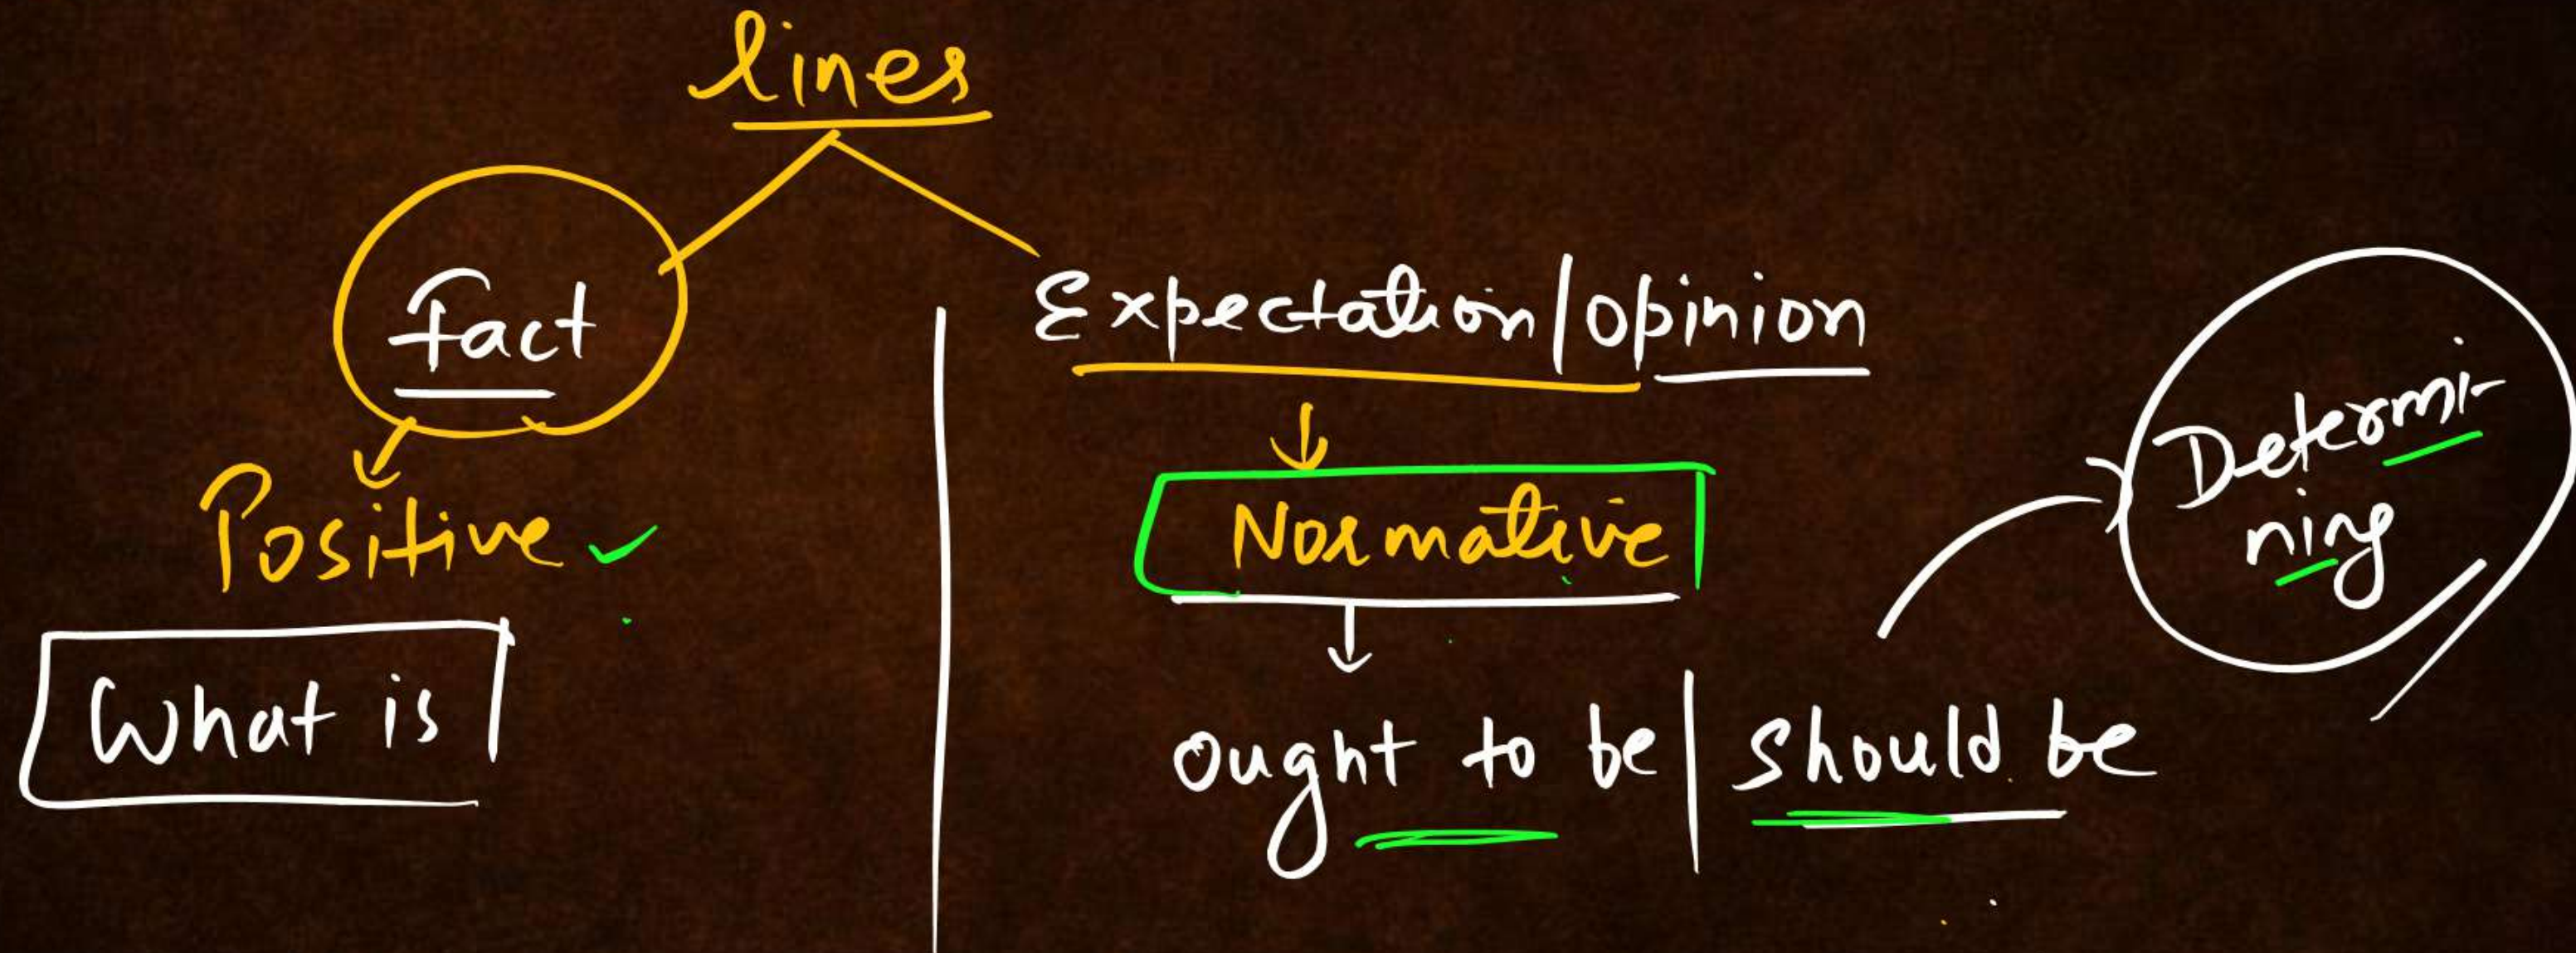 lines
fact
Expectation/opinion
Positive
Normative
What is
ought to be | should be
Determi-
ning